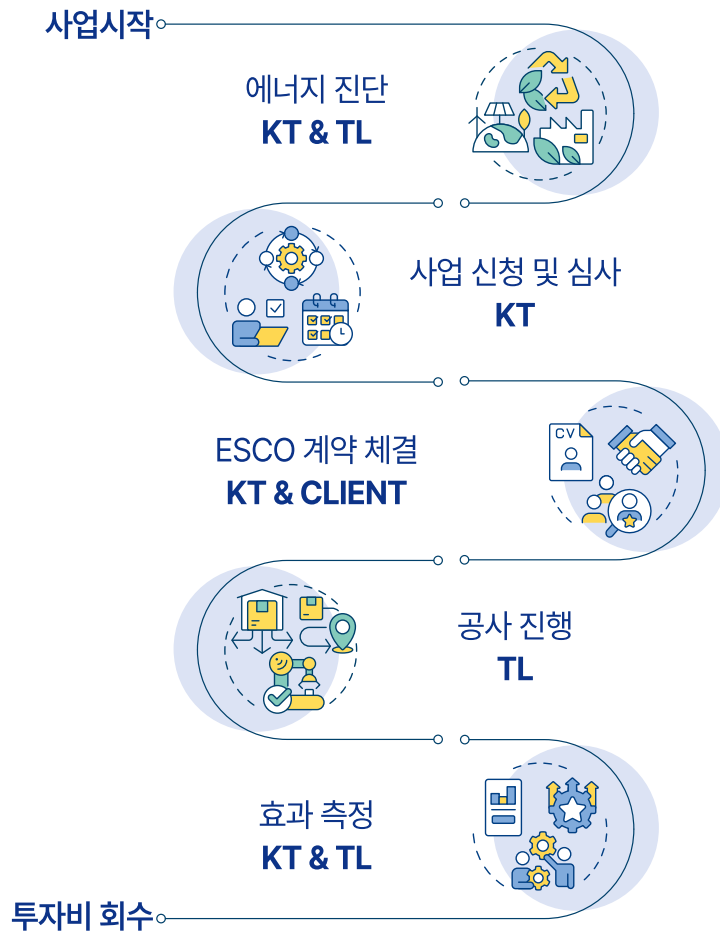 사업시작
에너지 진단
KT & TL
사업 신청 및 심사
KT
ESCO 계약 체결
KT & CLIENT
CV
공사 진행
TL
효과 측정
KT & TL
투자비 회수